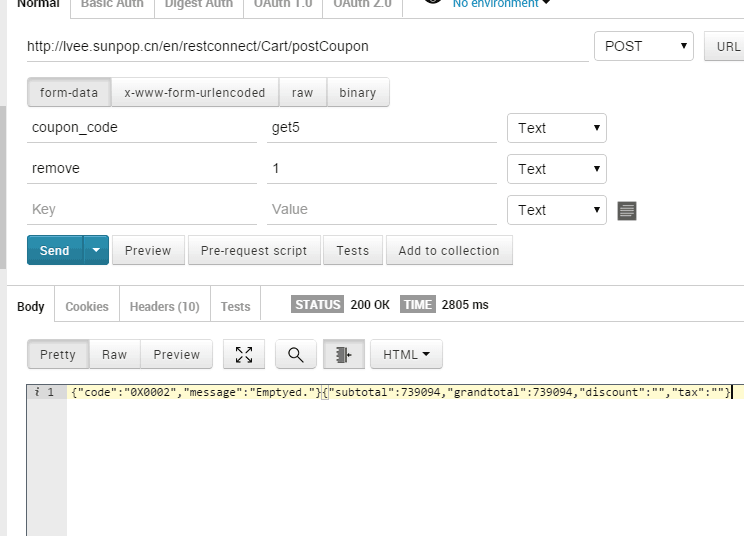 Normal Basic Auth Digest Auth OAuth 1.0 OAuth 2.0 No environment
http://lvee.sunpop.cn/en/restconnect/Cart/postCoupon POST URL
form-data x-www-form-urlencoded raw binary
coupon_code get5 Text
remove 1 Text
Key Value Text
Send Preview Pre-request script Tests Add to collection
Body Cookies Headers (10) Tests STATUS 200 OK TIME 2805 ms
Pretty Raw Preview HTML
i 1 {"code":"0X0002","message":"Emptyed."}{"subtotal":739094,"grandtotal":739094,"discount":"","tax":""}